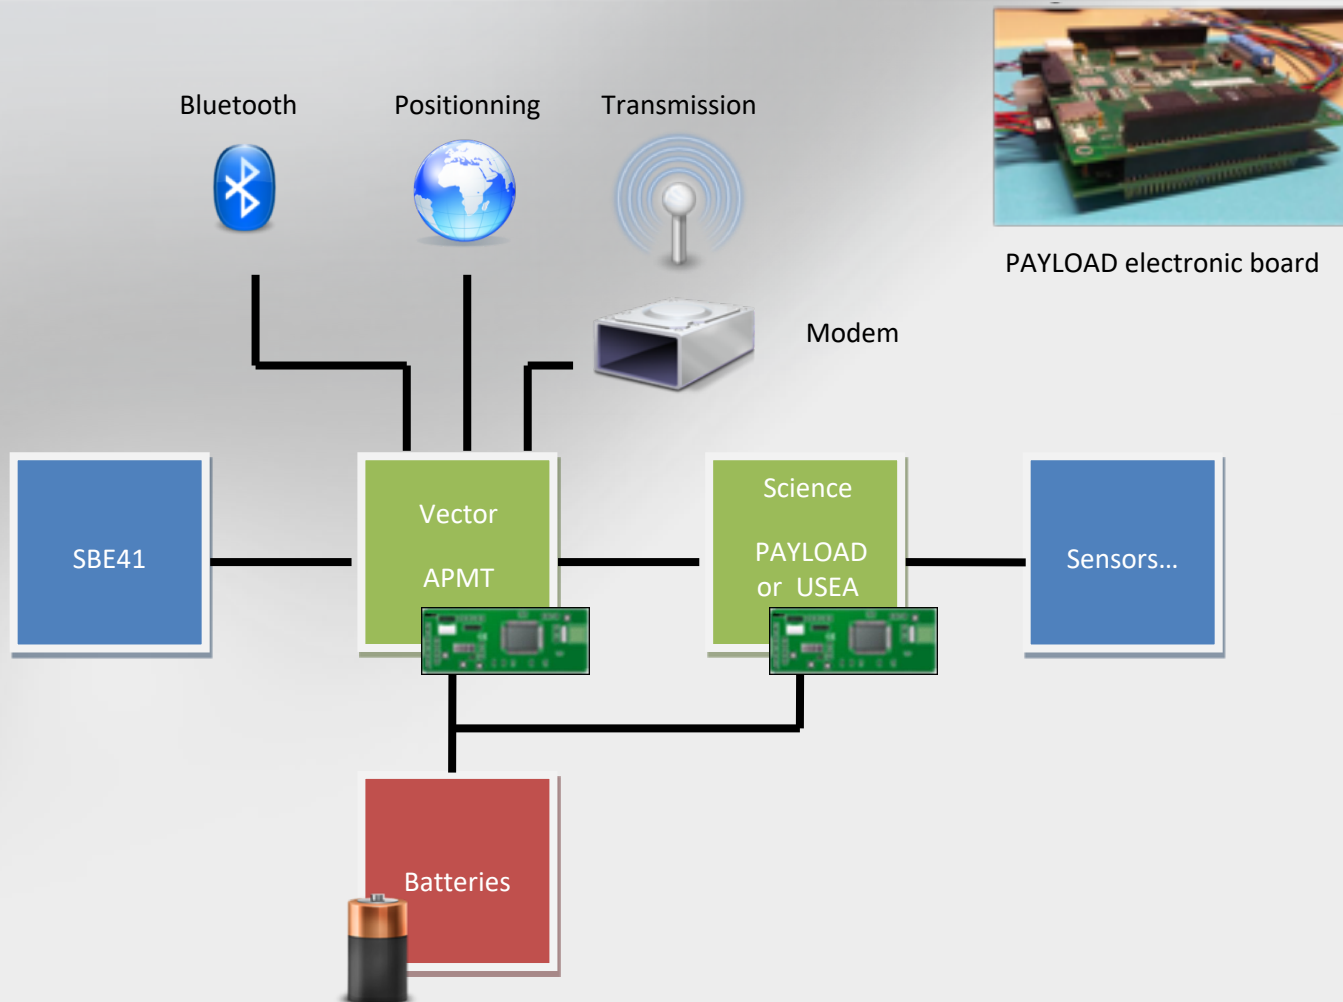 Bluetooth
Positionning
Transmission
PAYLOAD electronic board
Modem
SBE41
Vector
APMT
Science
PAYLOAD
or USEA
Sensors...
Batteries